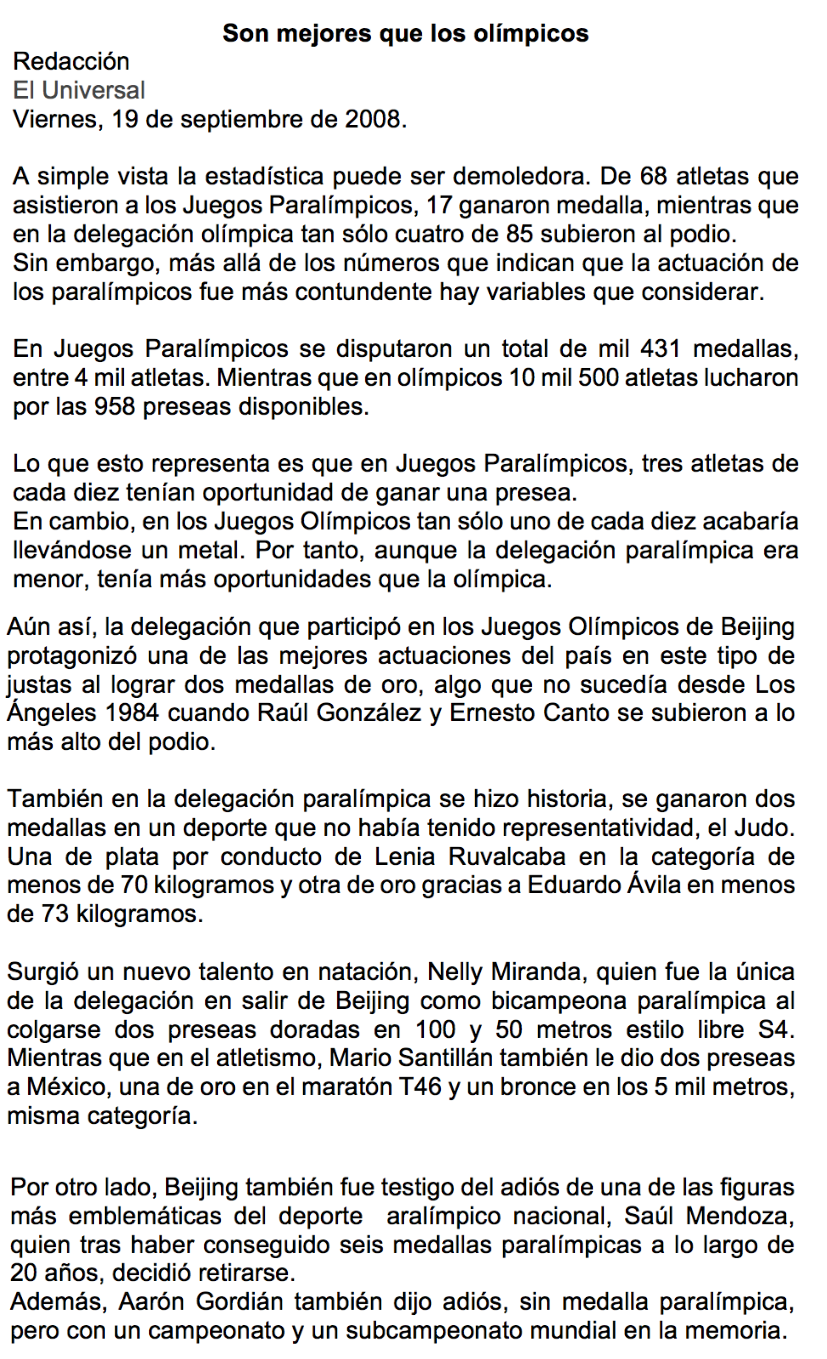 Son mejores que los olímpicos
Redacción
El Universal
Viernes, 19 de septiembre de 2008.
A simple vista la estadística puede ser demoledora. De 68 atletas que
asistieron a los Juegos Paralímpicos, 17 ganaron medalla, mientras que
en la delegación olímpica tan sólo cuatro de 85 subieron al podio.
Sin embargo, más allá de los números que indican que la actuación de
los paralímpicos fue más contundente hay variables que considerar.
En Juegos Paralímpicos se disputaron un total de mil 431 medallas,
entre 4 mil atletas. Mientras que en olímpicos 10 mil 500 atletas lucharon
por las 958 preseas disponibles.
Lo que esto representa es que en Juegos Paralímpicos, tres atletas de
cada diez tenían oportunidad de ganar una presea.
En cambio, en los Juegos Olímpicos tan sólo uno de cada diez acabaría
llevándose un metal. Por tanto, aunque la delegación paralímpica era
menor, tenía más oportunidades que la olímpica.
Aún así, la delegación que participó en los Juegos Olímpicos de Beijing
protagonizó una de las mejores actuaciones del país en este tipo de
justas al lograr dos medallas de oro, algo que no sucedía desde Los
Ángeles 1984 cuando Raúl González y Ernesto Canto se subieron a lo
más alto del podio.
También en la delegación paralímpica se hizo historia, se ganaron dos
medallas en un deporte que no había tenido representatividad, el Judo.
Una de plata por conducto de Lenia Ruvalcaba en la categoría de
menos de 70 kilogramos y otra de oro gracias a Eduardo Ávila en menos
de 73 kilogramos.
Surgió un nuevo talento en natación, Nelly Miranda, quien fue la única
de la delegación en salir de Beijing como bicampeona paralímpica al
colgarse dos preseas doradas en 100 y 50 metros estilo libre S4.
Mientras que en el atletismo, Mario Santillán también le dio dos preseas
a México, una de oro en el maratón T46 y un bronce en los 5 mil metros,
misma categoría.
Por otro lado, Beijing también fue testigo del adiós de una de las figuras
más emblemáticas del deporte aralímpico nacional, Saúl Mendoza,
quien tras haber conseguido seis medallas paralímpicas a lo largo de
20 años, decidió retirarse.
Además, Aarón Gordián también dijo adiós, sin medalla paralímpica,
pero con un campeonato y un subcampeonato mundial en la memoria.